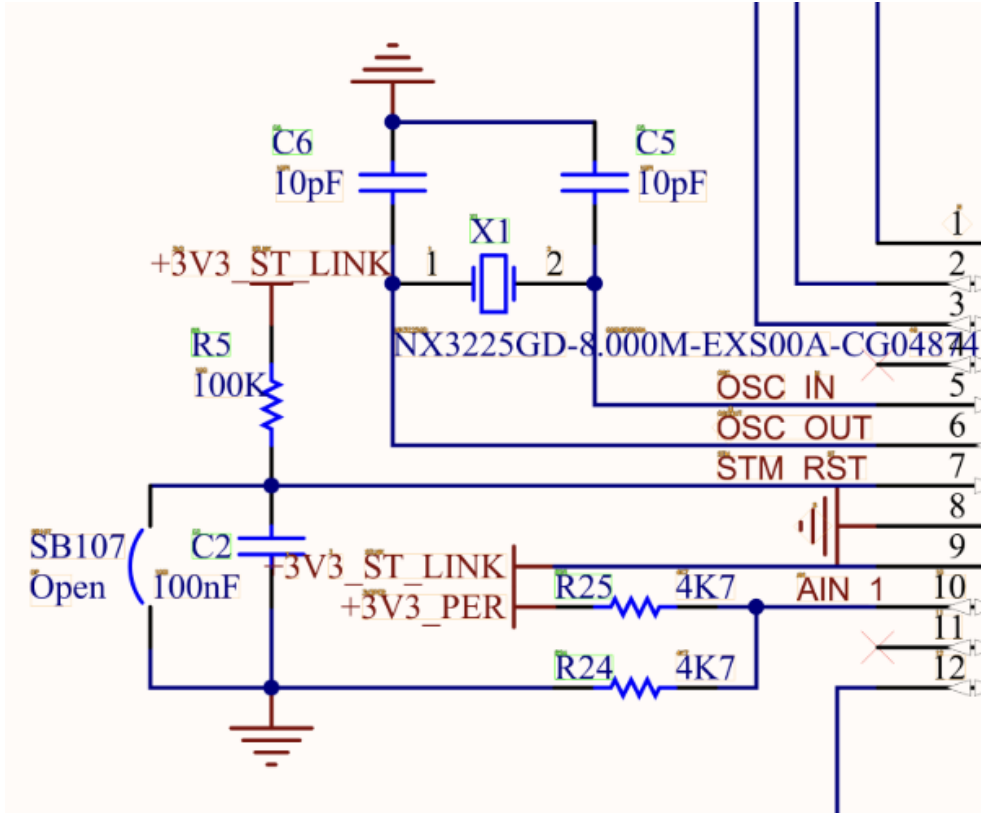 C6
10pF
C5
10pF
X1
1
2
+3V3_ST_LINK
NX3225GD-8.000M-EXS00A-CG04874
R5
100K
1
2
3
4
OSC_IN
5
OSC_OUT
6
STM_RST
7
8
SB107
Open
C2
100nF
+3V3_ST_LINK
9
+3V3_PER
R25
4K7
AIN_1
10
11
R24
4K7
12